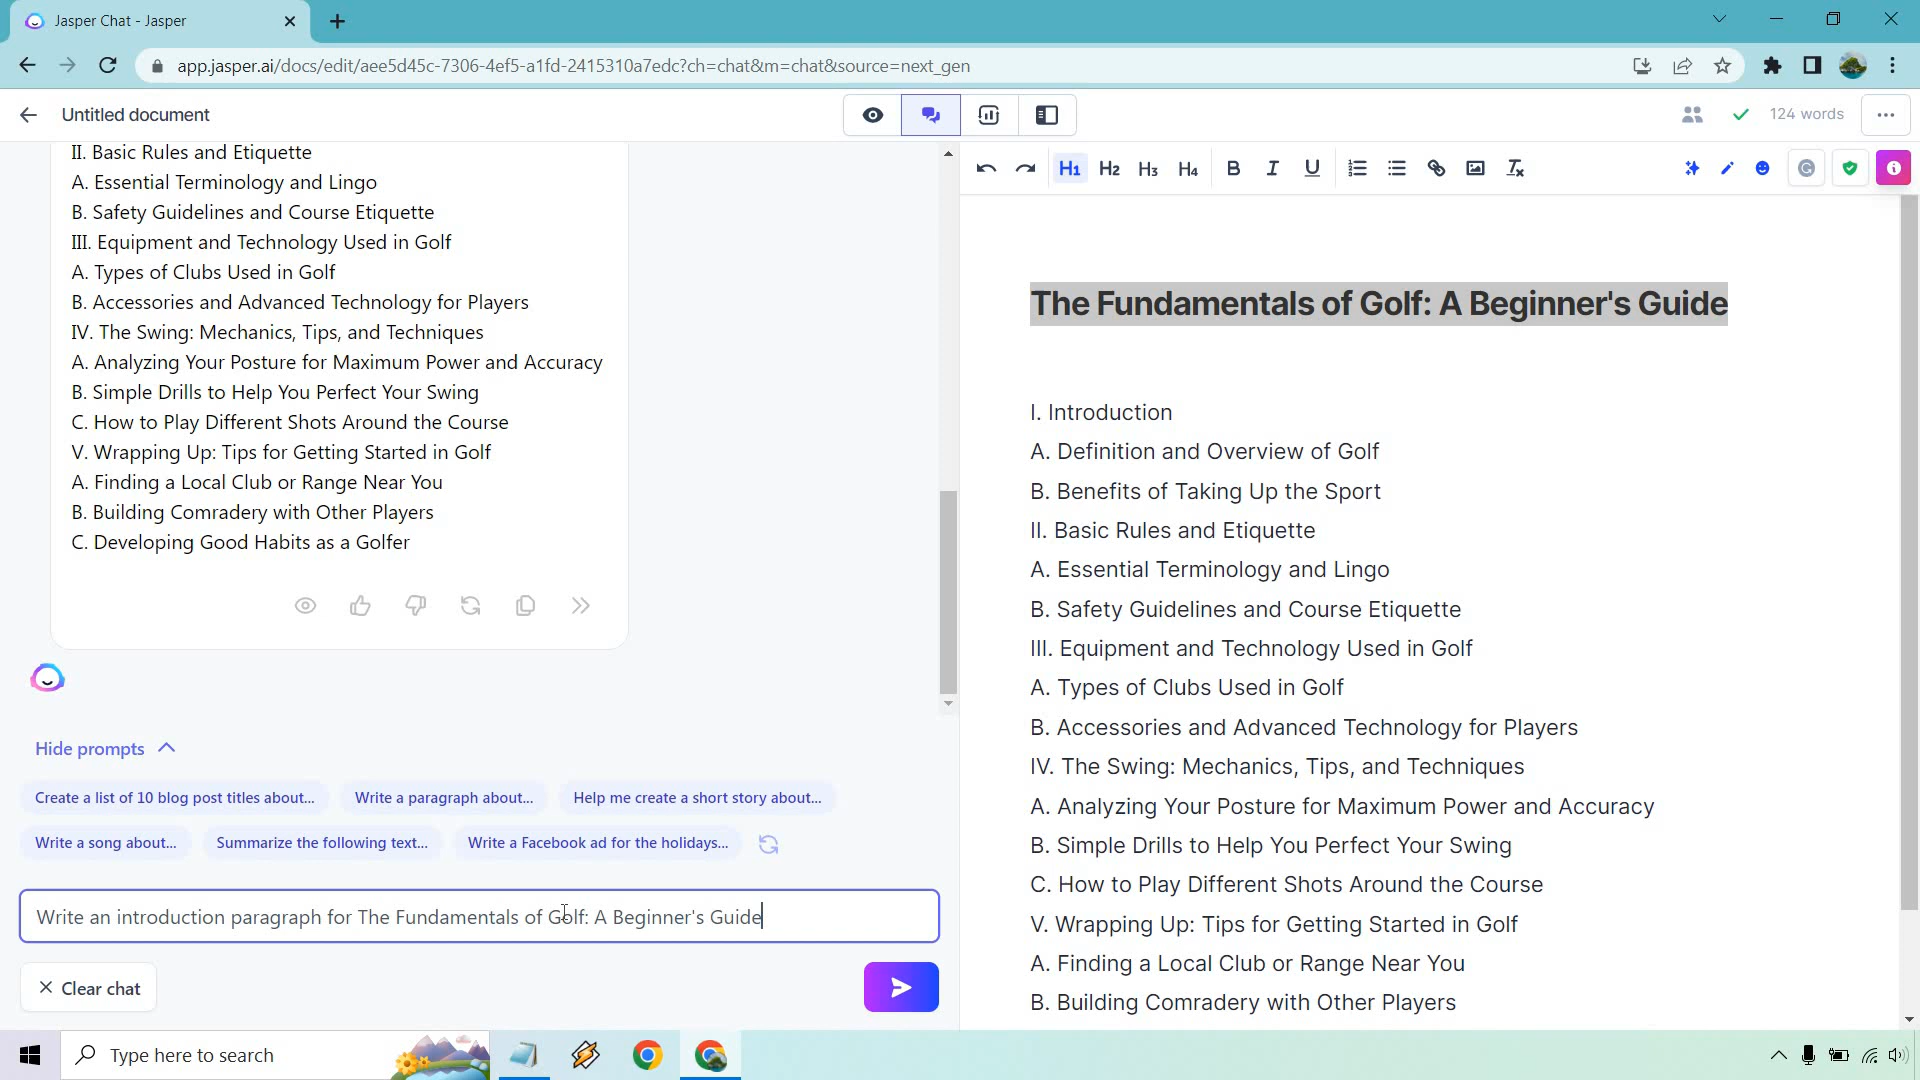 Jasper Chat - Jasper
app.jasper.ai/docs/edit/aee5d45c-7306-4ef5-a1fd-2415310a7edc?ch=chat&m=chat&source=next_gen
Untitled document
124 words
II. Basic Rules and Etiquette
A. Essential Terminology and Lingo
B. Safety Guidelines and Course Etiquette
III. Equipment and Technology Used in Golf
A. Types of Clubs Used in Golf
B. Accessories and Advanced Technology for Players
IV. The Swing: Mechanics, Tips, and Techniques
A. Analyzing Your Posture for Maximum Power and Accuracy
B. Simple Drills to Help You Perfect Your Swing
C. How to Play Different Shots Around the Course
V. Wrapping Up: Tips for Getting Started in Golf
A. Finding a Local Club or Range Near You
B. Building Comradery with Other Players
C. Developing Good Habits as a Golfer
Hide prompts
Create a list of 10 blog post titles about...
Write a paragraph about...
Help me create a short story about...
Write a song about...
Summarize the following text...
Write a Facebook ad for the holidays...
Write an introduction paragraph for The Fundamentals of Golf: A Beginner's Guide
Clear chat
H1 H2 H3 H4 B I U
The Fundamentals of Golf: A Beginner's Guide
I. Introduction
A. Definition and Overview of Golf
B. Benefits of Taking Up the Sport
II. Basic Rules and Etiquette
A. Essential Terminology and Lingo
B. Safety Guidelines and Course Etiquette
III. Equipment and Technology Used in Golf
A. Types of Clubs Used in Golf
B. Accessories and Advanced Technology for Players
IV. The Swing: Mechanics, Tips, and Techniques
A. Analyzing Your Posture for Maximum Power and Accuracy
B. Simple Drills to Help You Perfect Your Swing
C. How to Play Different Shots Around the Course
V. Wrapping Up: Tips for Getting Started in Golf
A. Finding a Local Club or Range Near You
B. Building Comradery with Other Players
Type here to search